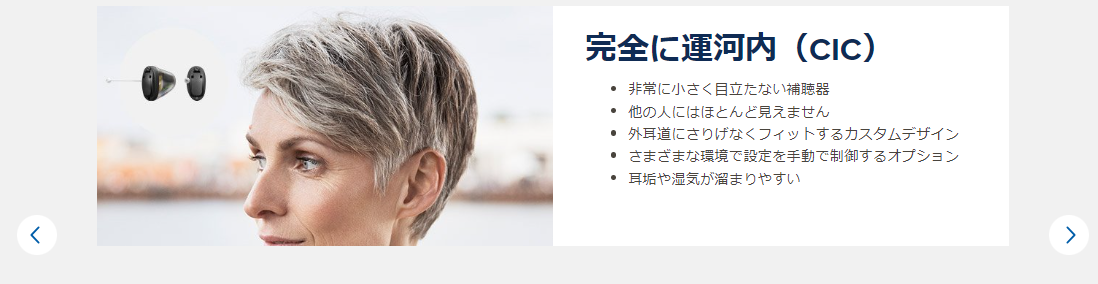 完全に運河内（CIC）
非常に小さく目立たない補聴器
他の人にはほとんど見えません
外耳道にさりげなくフィットするカスタムデザイン
さまざまな環境で設定を手動で制御するオプション
耳垢や湿気が溜まりやすい